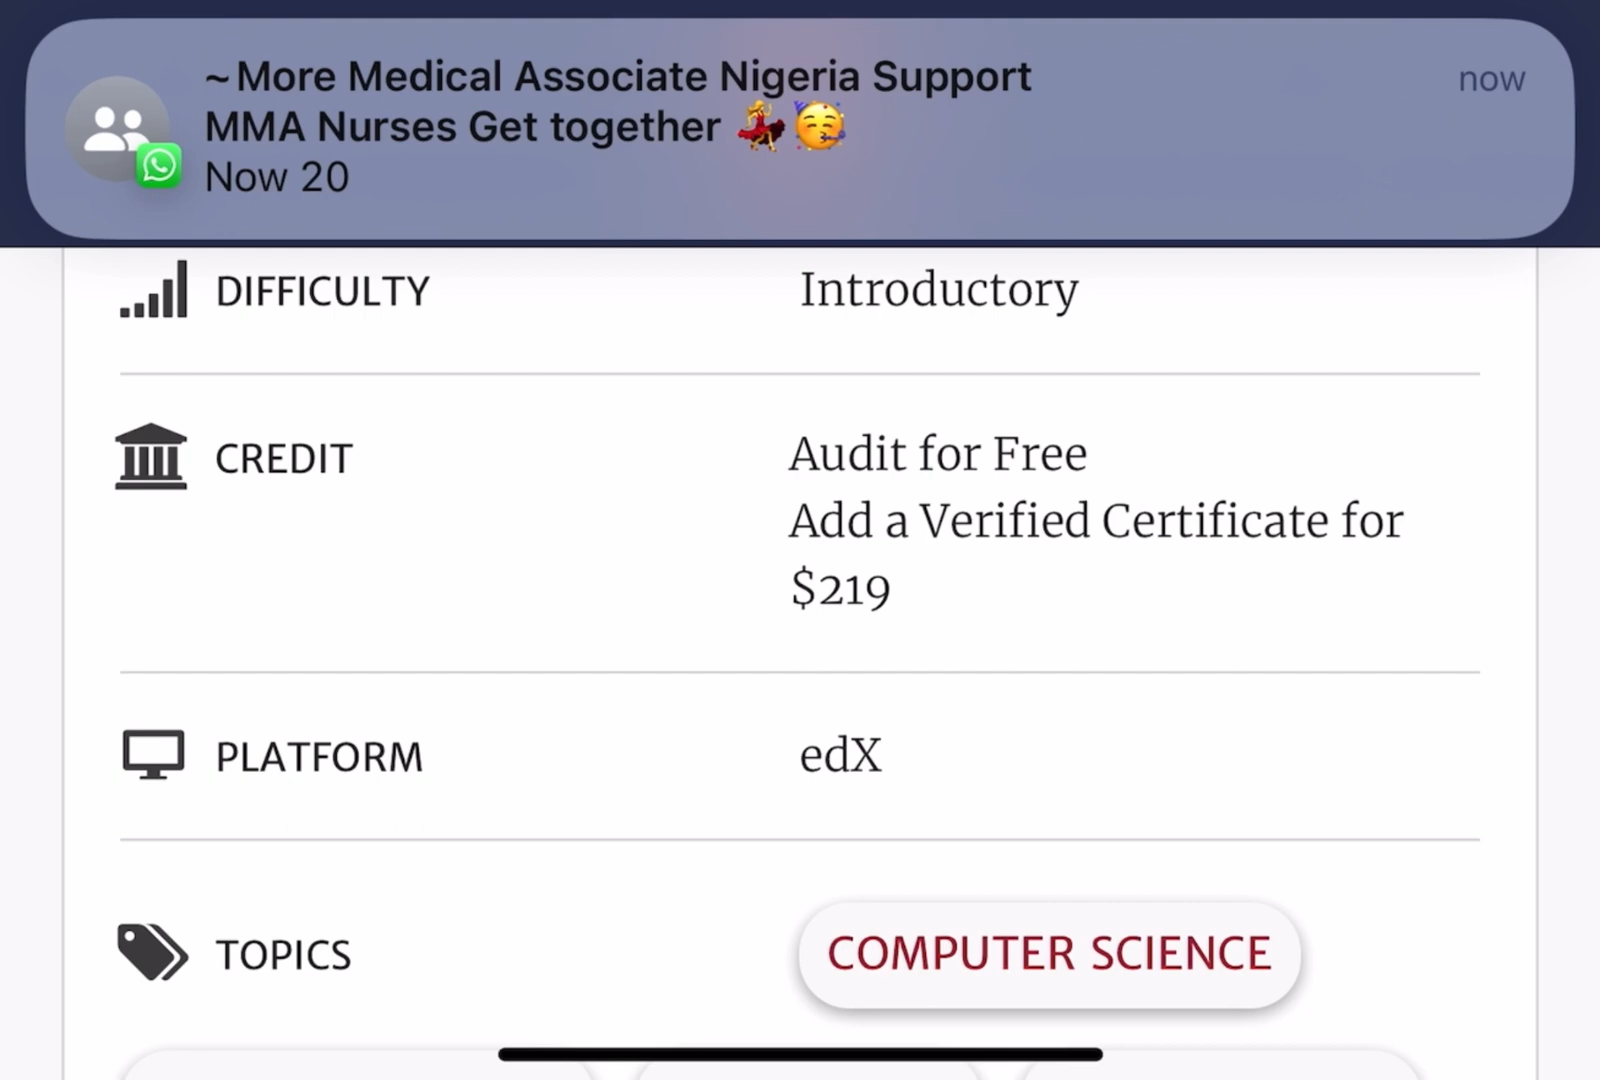 ~More Medical Associate Nigeria Support
now
MMA Nurses Get together 💃🥳
Now 20
DIFFICULTY
Introductory
CREDIT
Audit for Free
Add a Verified Certificate for
$219
PLATFORM
edX
TOPICS
COMPUTER SCIENCE